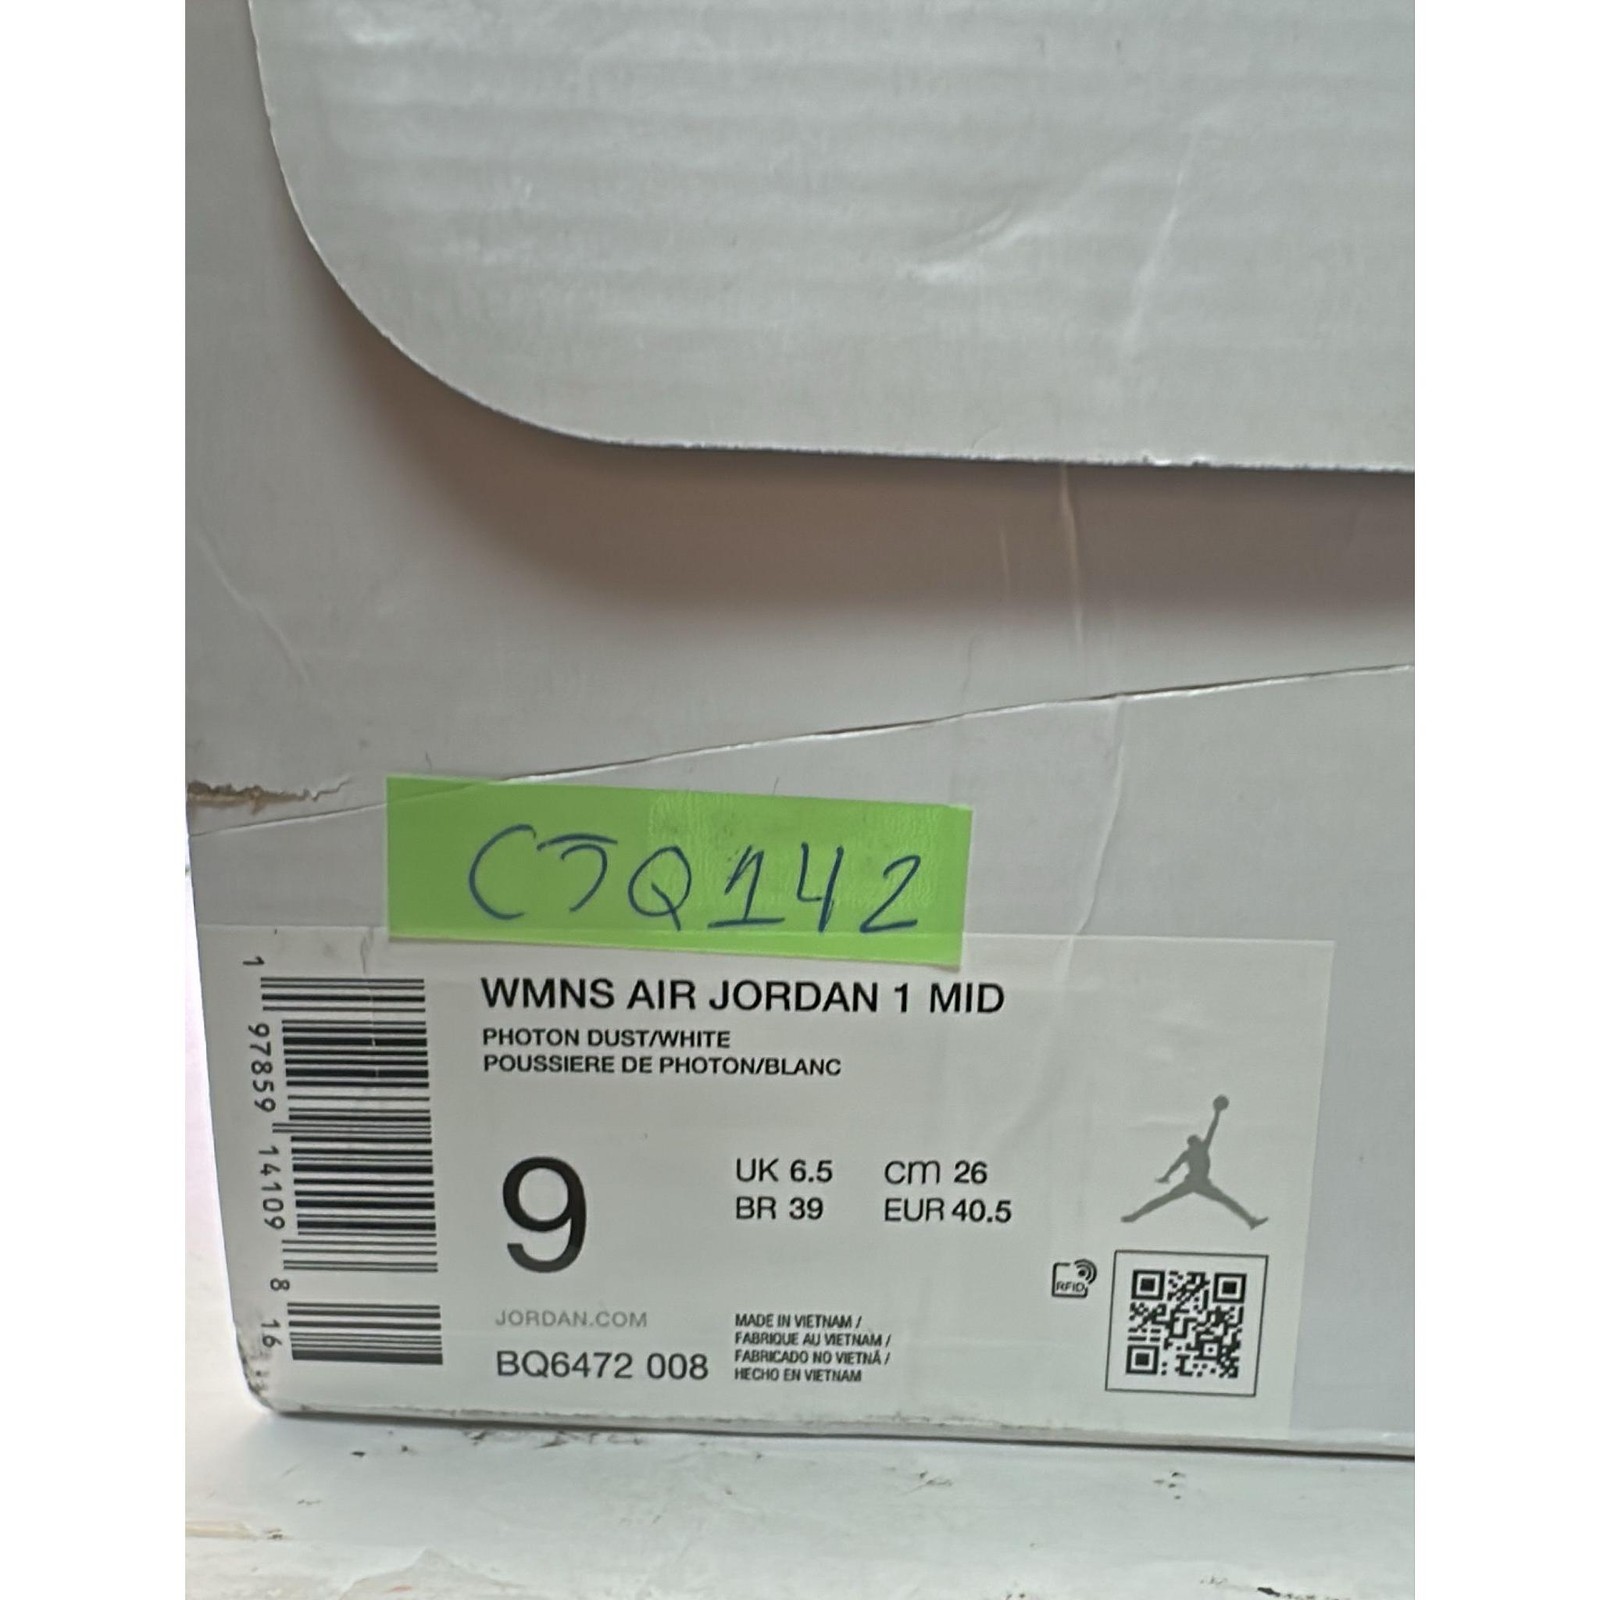 CJQ142
WMNS AIR JORDAN 1 MID
PHOTON DUST/WHITE
POUSSIERE DE PHOTON/BLANC
9
UK 6.5 cm 26
BR 39 EUR 40.5
RFID
JORDAN.COM
BQ6472 008
MADE IN VIETNAM /
FABRIQUE AU VIETNAM /
FABRICADO NO VIETNÃ /
HECHO EN VIETNAM
1 97859 14109 8 16